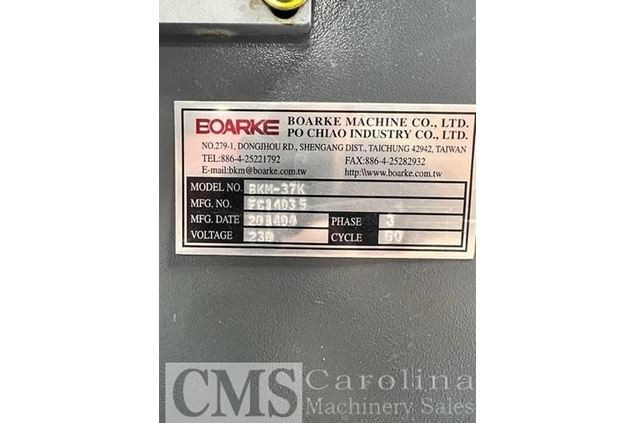 BOARKE BOARKE MACHINE CO., LTD.
PO CHIAO INDUSTRY CO., LTD.
NO.279-1, DONGJHOU RD., SHENGANG DIST., TAICHUNG 42942, TAIWAN
TEL:886-4-25221792 FAX:886-4-25282932
E-mail:bkm@boarke.com.tw http:\\www.boarke.com.tw
MODEL NO. BKM-37K
MFG. NO. FC14035
MFG. DATE 201404 PHASE 3
VOLTAGE 230 CYCLE 60
CMS Carolina
Machinery Sales